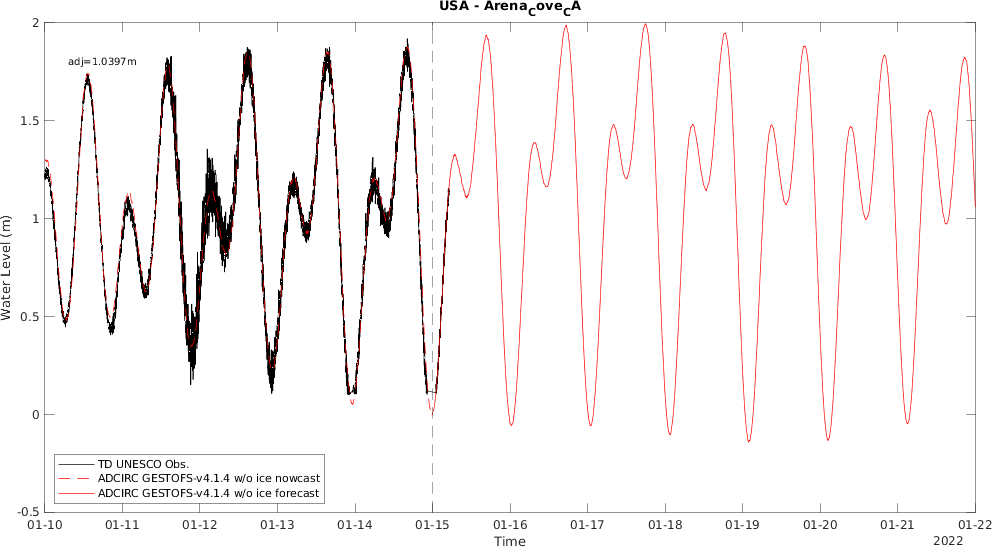 USA - ArenaCoveCA
adj=1.0397m
2
1.5
1
0.5
0
-0.5
Water Level (m)
TD UNESCO Obs.
ADCIRC GESTOFS-v4.1.4 w/o ice nowcast
ADCIRC GESTOFS-v4.1.4 w/o ice forecast
01-10 01-11 01-12 01-13 01-14 01-15 01-16 01-17 01-18 01-19 01-20 01-21 01-22
Time
2022